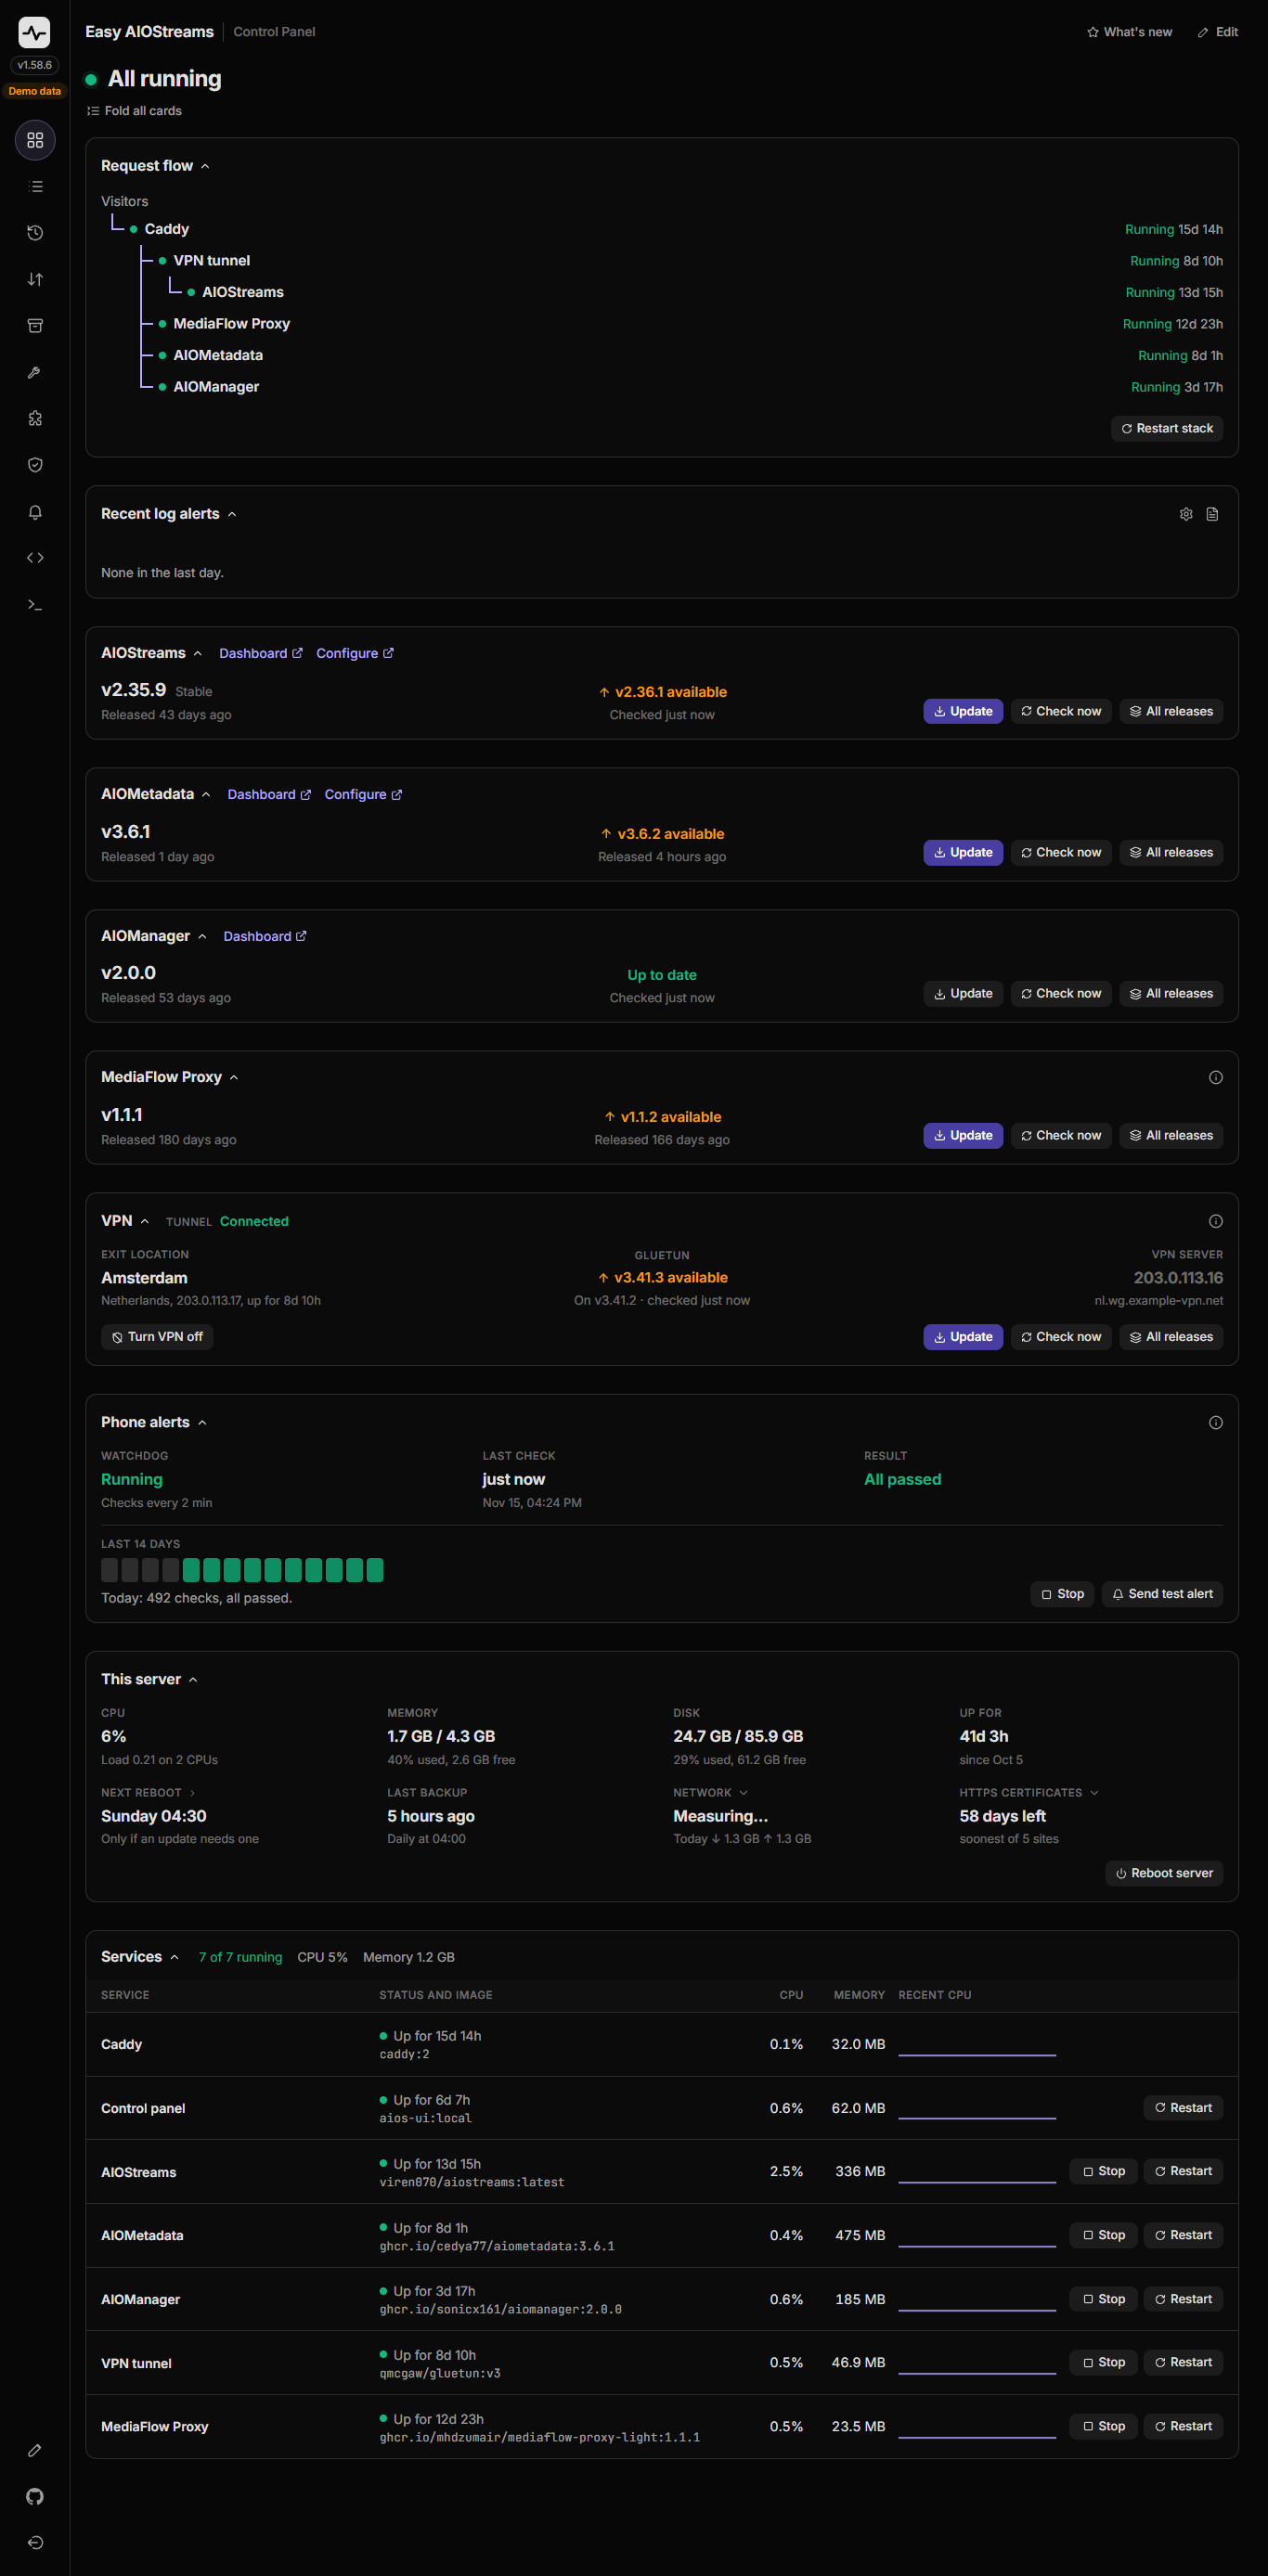 Easy AIOStreams
Control Panel
What's new
Edit
v1.58.6
Demo data
All running
Fold all cards
Request flow
Visitors
Caddy
Running 15d 14h
VPN tunnel
Running 8d 10h
AIOStreams
Running 13d 15h
MediaFlow Proxy
Running 12d 23h
AIOMetadata
Running 8d 1h
AIOManager
Running 3d 17h
Restart stack
Recent log alerts
None in the last day.
AIOStreams
Dashboard
Configure
v2.35.9 Stable
Released 43 days ago
v2.36.1 available
Checked just now
Update
Check now
All releases
AIOMetadata
Dashboard
Configure
v3.6.1
Released 1 day ago
v3.6.2 available
Released 4 hours ago
Update
Check now
All releases
AIOManager
Dashboard
v2.0.0
Released 53 days ago
Up to date
Checked just now
Update
Check now
All releases
MediaFlow Proxy
v1.1.1
Released 180 days ago
v1.1.2 available
Released 166 days ago
Update
Check now
All releases
VPN
TUNNEL Connected
EXIT LOCATION
Amsterdam
Netherlands, 203.0.113.17, up for 8d 10h
GLUETUN
v3.41.3 available
On v3.41.2 · checked just now
VPN SERVER
203.0.113.16
nl.wg.example-vpn.net
Turn VPN off
Update
Check now
All releases
Phone alerts
WATCHDOG
Running
Checks every 2 min
LAST CHECK
just now
Nov 15, 04:24 PM
RESULT
All passed
LAST 14 DAYS
Today: 492 checks, all passed.
Stop
Send test alert
This server
CPU
6%
Load 0.21 on 2 CPUs
MEMORY
1.7 GB / 4.3 GB
40% used, 2.6 GB free
DISK
24.7 GB / 85.9 GB
29% used, 61.2 GB free
UP FOR
41d 3h
since Oct 5
NEXT REBOOT
Sunday 04:30
Only if an update needs one
LAST BACKUP
5 hours ago
Daily at 04:00
NETWORK
Measuring...
Today ↓ 1.3 GB ↑ 1.3 GB
HTTPS CERTIFICATES
58 days left
soonest of 5 sites
Reboot server
Services
7 of 7 running
CPU 5%
Memory 1.2 GB
SERVICE
STATUS AND IMAGE
CPU
MEMORY
RECENT CPU
Caddy
Up for 15d 14h
caddy:2
0.1%
32.0 MB
Control panel
Up for 6d 7h
aios-ui:local
0.6%
62.0 MB
Restart
AIOStreams
Up for 13d 15h
viren070/aiostreams:latest
2.5%
336 MB
Stop
Restart
AIOMetadata
Up for 8d 1h
ghcr.io/cedya77/aiometadata:3.6.1
0.4%
475 MB
Stop
Restart
AIOManager
Up for 3d 17h
ghcr.io/sonicx161/aiomanager:2.0.0
0.6%
185 MB
Stop
Restart
VPN tunnel
Up for 8d 10h
qmcgaw/gluetun:v3
0.5%
46.9 MB
Stop
Restart
MediaFlow Proxy
Up for 12d 23h
ghcr.io/mhdzumair/mediaflow-proxy-light:1.1.1
0.5%
23.5 MB
Stop
Restart